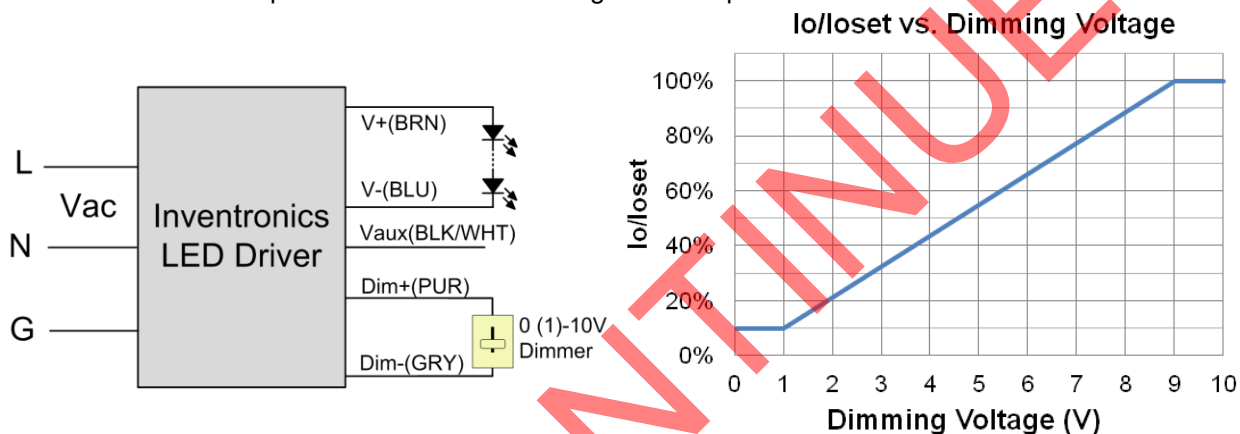 Io/Ioset vs. Dimming Voltage
L
Vac
N
G
Inventronics
LED Driver
V+(BRN)
V-(BLU)
Vaux(BLK/WHT)
Dim+(PUR)
Dim-(GRY)
0 (1)-10V
Dimmer
Io/Ioset
100%
80%
60%
40%
20%
0%
0 1 2 3 4 5 6 7 8 9 10
Dimming Voltage (V)
NTINUE